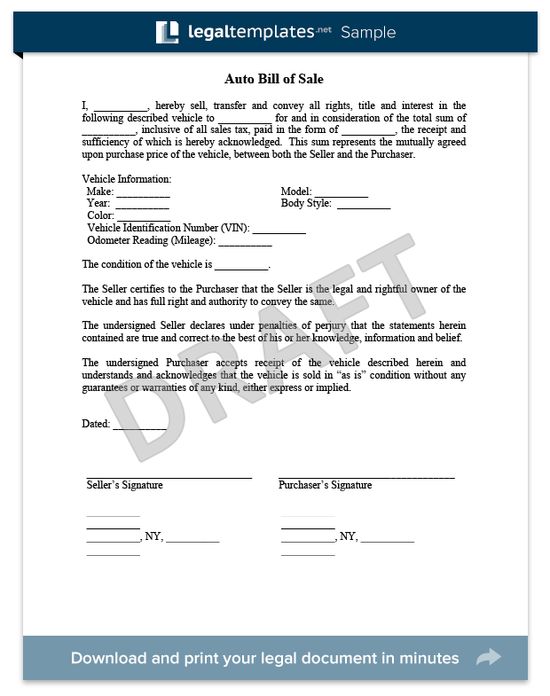 legaltemplates.net Sample
Auto Bill of Sale
I, __________, hereby sell, transfer and convey all rights, title and interest in the
following described vehicle to __________ for and in consideration of the total sum of
__________, inclusive of all sales tax, paid in the form of __________, the receipt and
sufficiency of which is hereby acknowledged. This sum represents the mutually agreed
upon purchase price of the vehicle, between both the Seller and the Purchaser.
Vehicle Information:
Make: __________ Model: __________
Year: __________ Body Style: __________
Color: __________
Vehicle Identification Number (VIN): __________
Odometer Reading (Mileage): __________
The condition of the vehicle is __________.
The Seller certifies to the Purchaser that the Seller is the legal and rightful owner of the
vehicle and has full right and authority to convey the same.
The undersigned Seller declares under penalties of perjury that the statements herein
contained are true and correct to the best of his or her knowledge, information and belief.
The undersigned Purchaser accepts receipt of the vehicle described herein and
understands and acknowledges that the vehicle is sold in “as is” condition without any
guarantees or warranties of any kind, either express or implied.
DRAFT
Dated: __________
Seller’s Signature Purchaser’s Signature
__________, NY, __________ __________, NY, __________
Download and print your legal document in minutes